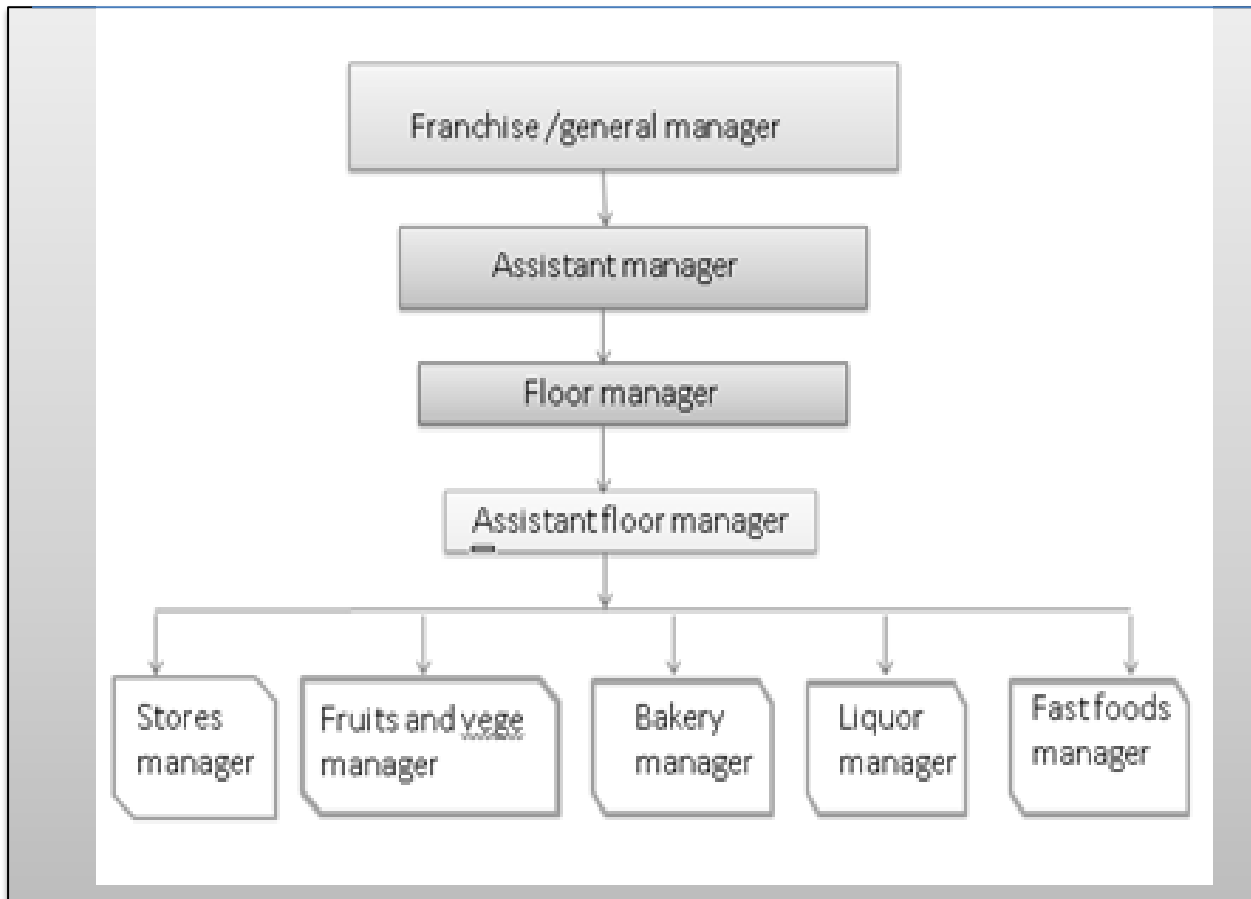 Franchise /general manager
Assistant manager
Floor manager
Assistant floor manager
Stores
manager
Fruits and vege
manager
Bakery
manager
Liquor
manager
Fast foods
manager